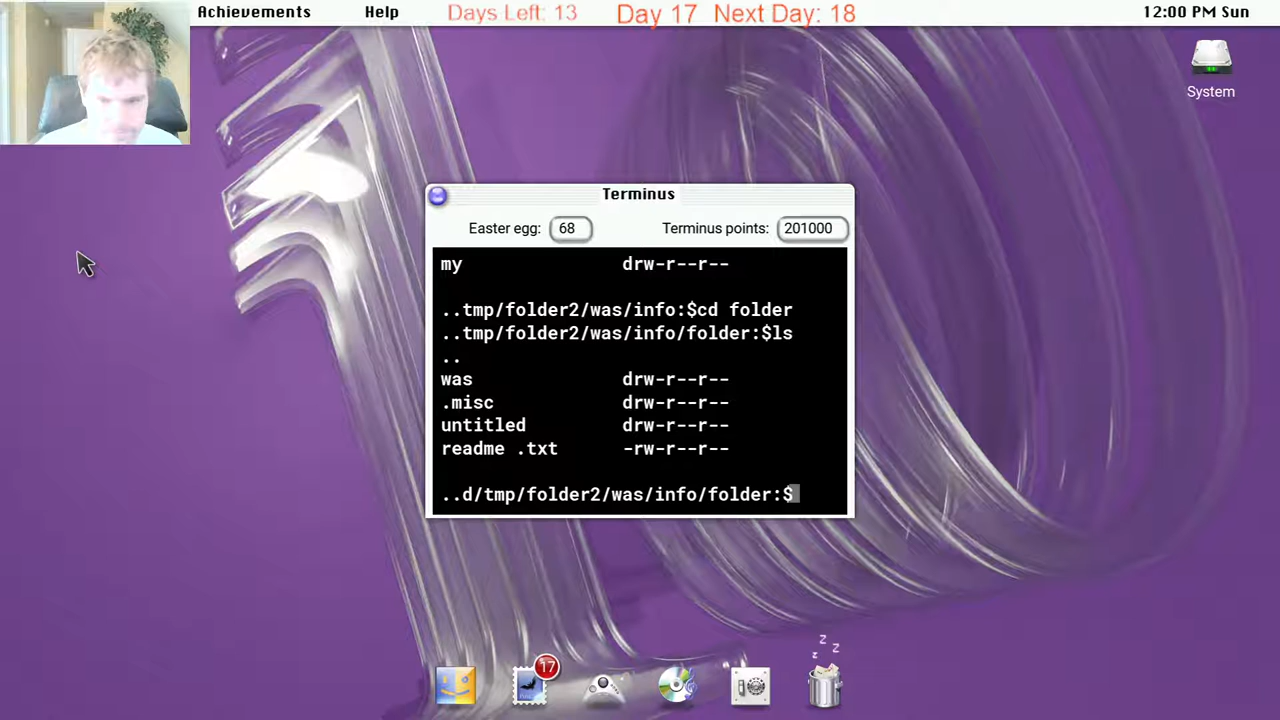 Achievements Help Days Left: 13 Day 17 Next Day: 18 12:00 PM Sun
System
Terminus
Easter egg: 68 Terminus points: 201000
my drw-r--r--
..tmp/folder2/was/info:$cd folder
..tmp/folder2/was/info/folder:$ls
..
was drw-r--r--
.misc drw-r--r--
untitled drw-r--r--
readme .txt -rw-r--r--
..d/tmp/folder2/was/info/folder:$
z z
z
17